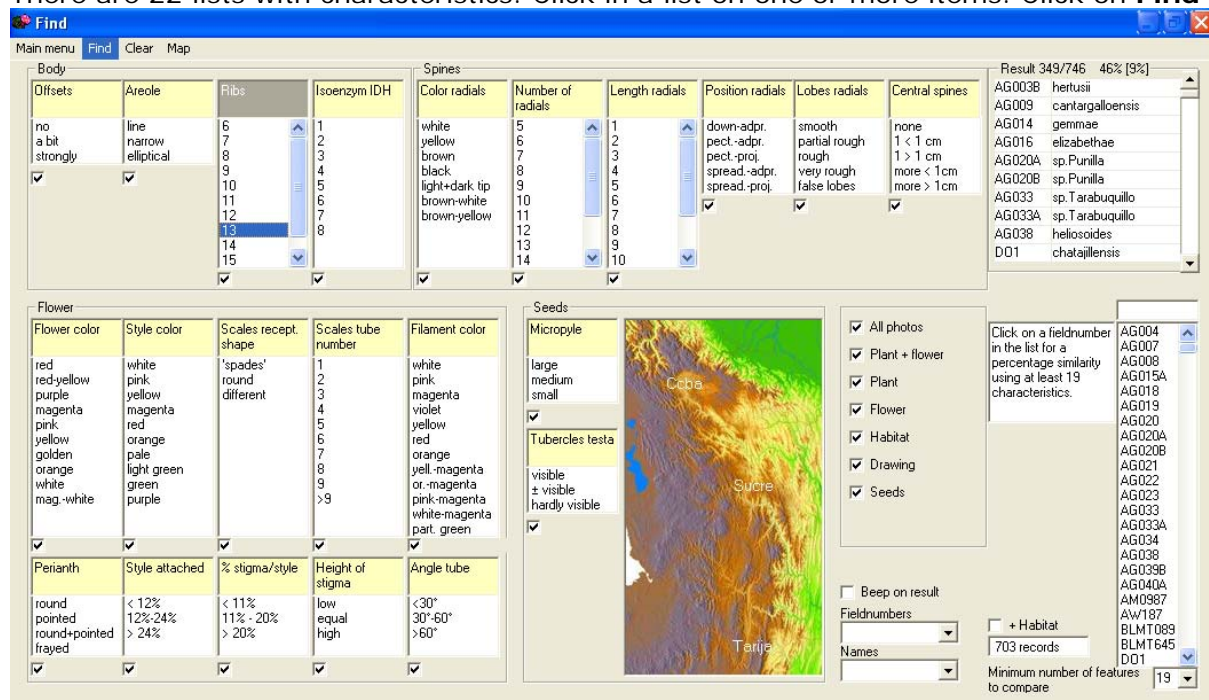 There are 22 lists with characteristics. Click in a list on one or more items. Click on Find
Find
Main menu Find Clear Map
Body
Offsets
no
a bit
strongly
Areole
line
narrow
elliptical
Ribs
6
7
8
9
10
11
12
13
14
15
Isoenzym IDH
1
2
3
4
5
6
7
8
Spines
Color radials
white
yellow
brown
black
light+dark tip
brown-white
brown-yellow
Number of
radials
5
6
7
8
9
10
11
12
13
14
Length radials
1
2
3
4
5
6
7
8
9
10
Position radials
down-adpr.
pect.-adpr.
pect.-proj.
spread.-adpr.
spread.-proj.
Lobes radials
smooth
partial rough
rough
very rough
false lobes
Central spines
none
1 < 1 cm
1 > 1 cm
more < 1cm
more > 1cm
Result 349/746 46% [9%]
AG003B hertusii
AG009 cantargalloensis
AG014 gemmae
AG016 elizabethae
AG020A sp.Punilla
AG020B sp.Punilla
AG033 sp.Tarabuquillo
AG033A sp.Tarabuquillo
AG038 heliosoides
DO1 chatajillensis
Flower
Flower color
red
red-yellow
purple
magenta
pink
yellow
golden
orange
white
mag.-white
Style color
white
pink
yellow
magenta
red
orange
pale
light green
green
purple
Scales recept.
shape
'spades'
round
different
Scales tube
number
1
2
3
4
5
6
7
8
9
>9
Filament color
white
pink
magenta
violet
yellow
red
orange
yell.-magenta
or.-magenta
pink-magenta
white-magenta
part. green
Perianth
round
pointed
round+pointed
frayed
Style attached
< 12%
12%-24%
> 24%
% stigma/style
< 11%
11% - 20%
> 20%
Height of
stigma
low
equal
high
Angle tube
<30°
30°-60°
>60°
Seeds
Micropyle
large
medium
small
Tubercles testa
visible
± visible
hardly visible
Ccba
Sucre
Tarija
All photos
Plant + flower
Plant
Flower
Habitat
Drawing
Seeds
Beep on result
Fieldnumbers
Names
Click on a fieldnumber
in the list for a
percentage similarity
using at least 19
characteristics.
AG004
AG007
AG008
AG015A
AG018
AG019
AG020
AG020A
AG020B
AG021
AG022
AG023
AG033
AG033A
AG034
AG038
AG039B
AG040A
AM0987
AW187
BLMT089
BLMT645
DO1
+ Habitat
703 records
Minimum number of features
to compare
19